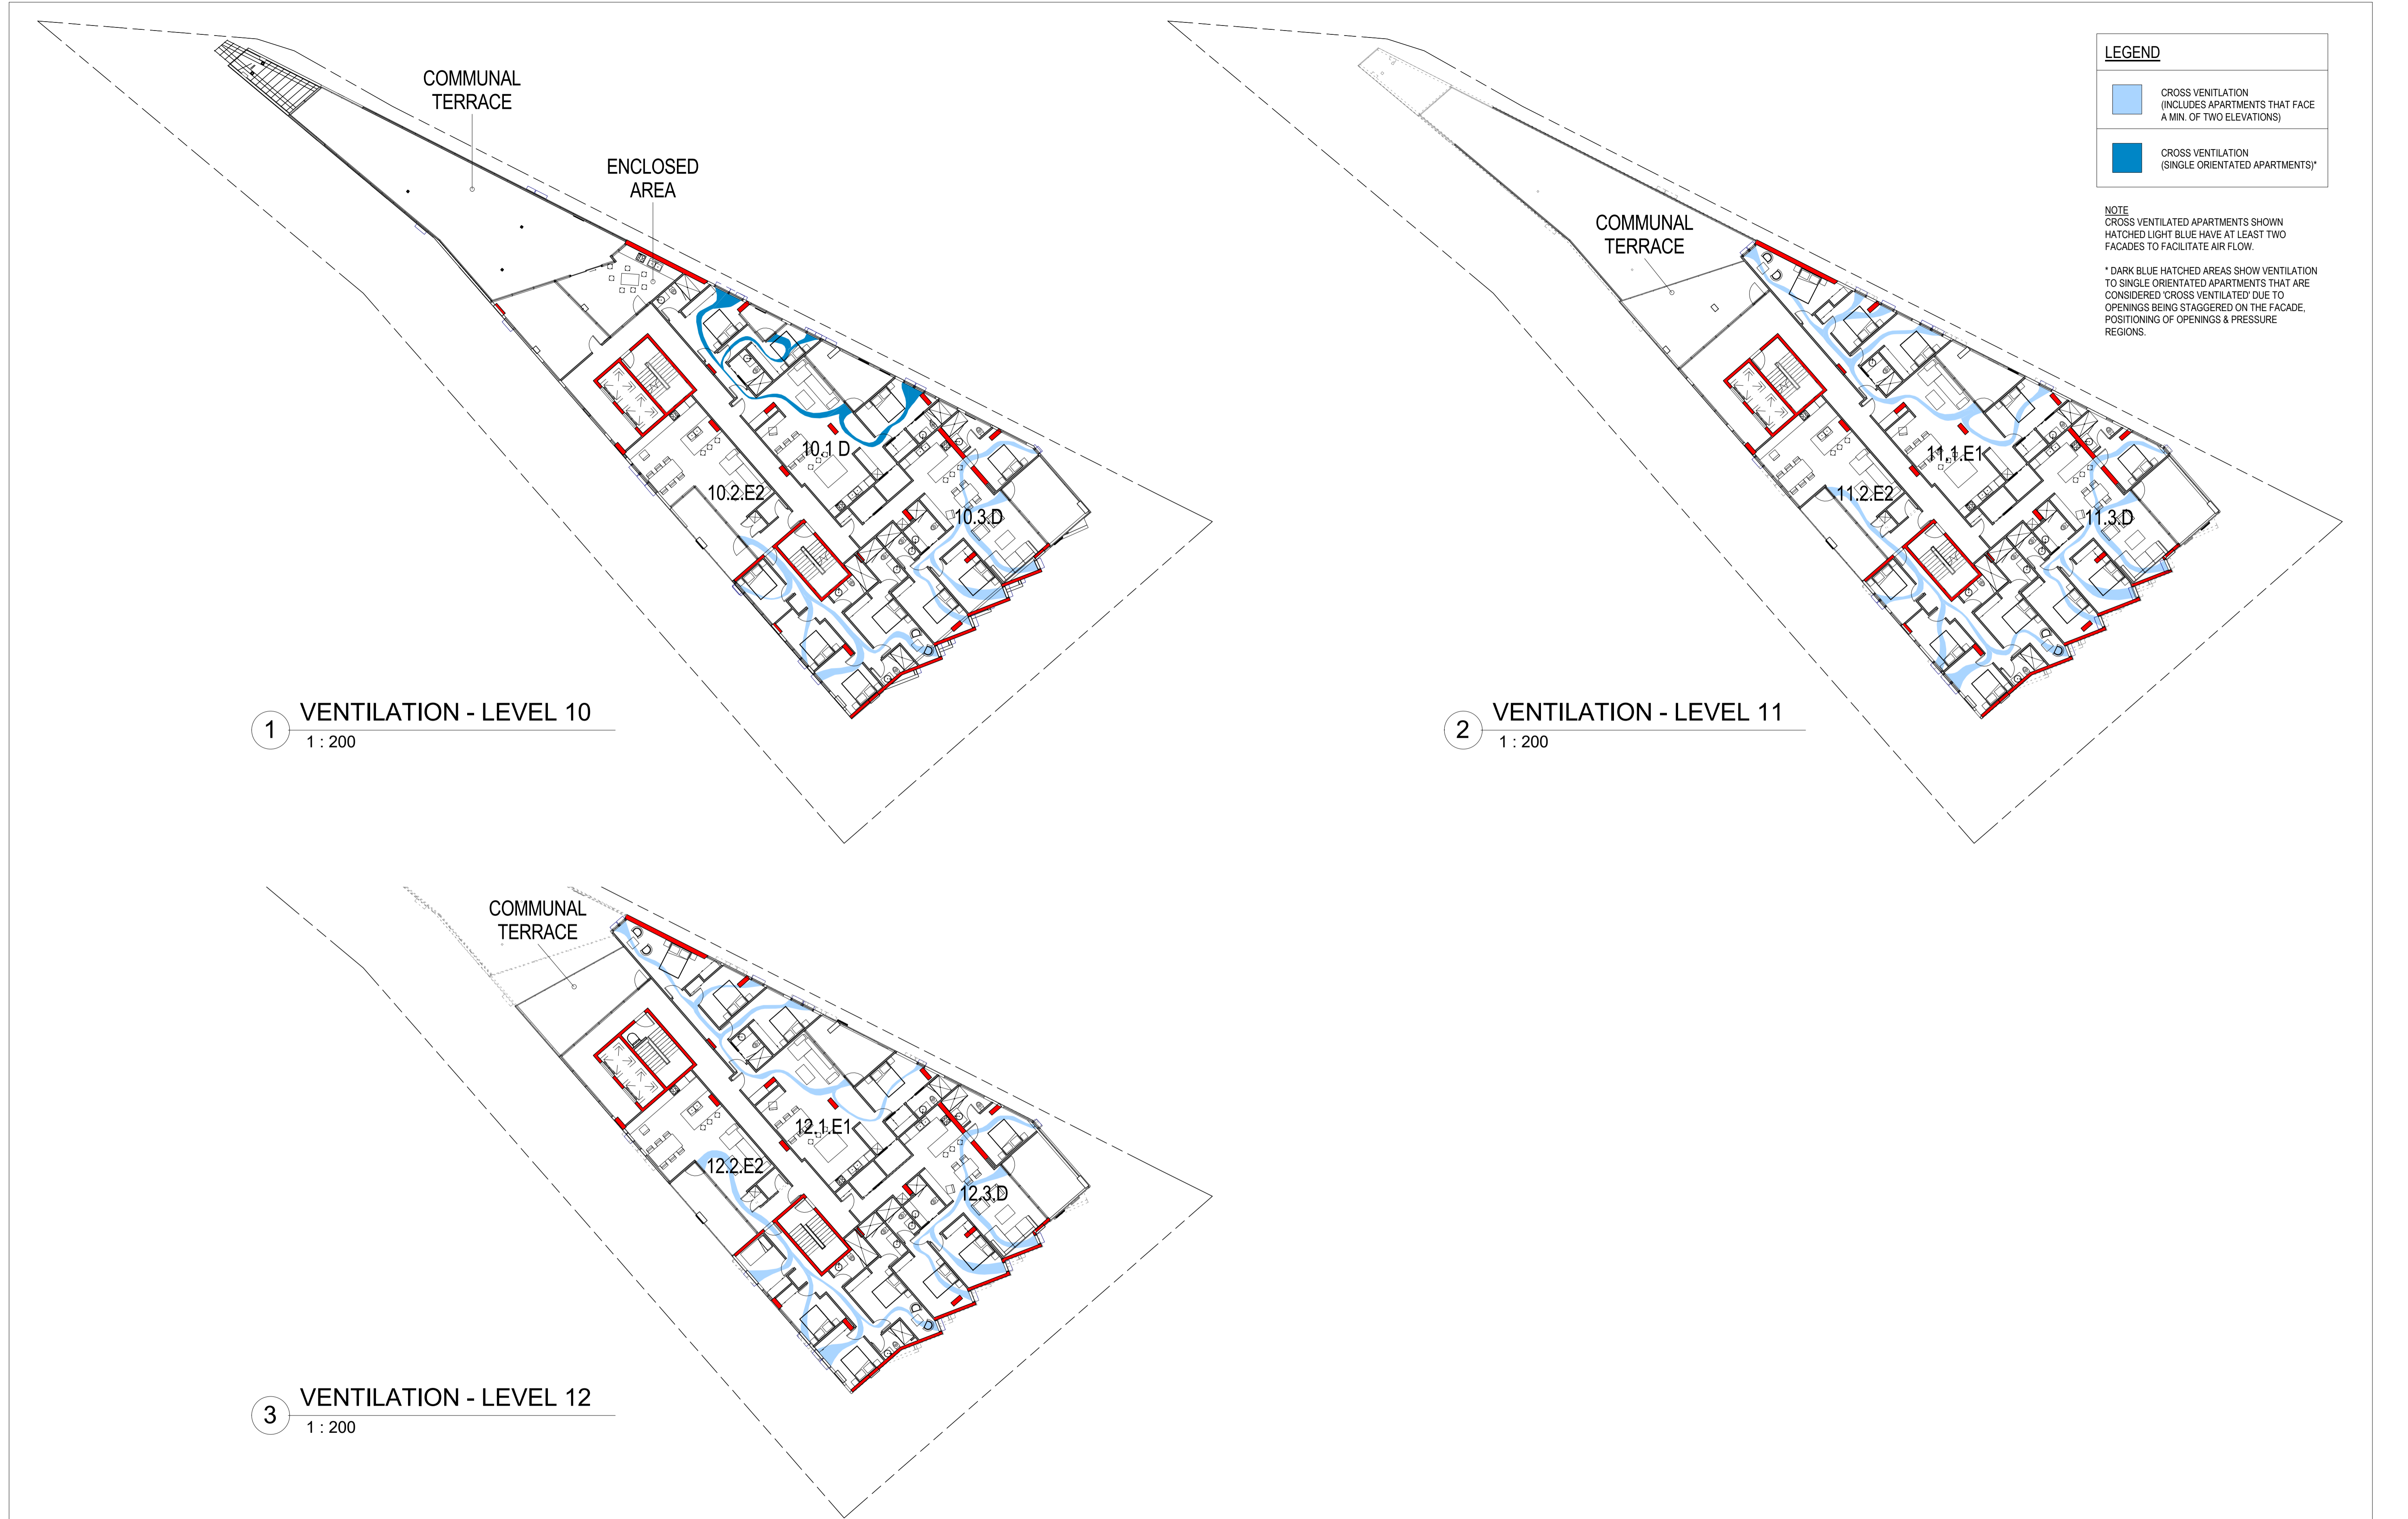 COMMUNAL
TERRACE
ENCLOSED
AREA
10.1 D
10.2.E2
10.3.D
1
VENTILATION - LEVEL 10
1 : 200
COMMUNAL
TERRACE
11.1.E1
11.2.E2
11.3.D
2
VENTILATION - LEVEL 11
1 : 200
LEGEND
CROSS VENITLATION
(INCLUDES APARTMENTS THAT FACE
A MIN. OF TWO ELEVATIONS)
CROSS VENTILATION
(SINGLE ORIENTATED APARTMENTS)*
NOTE
CROSS VENTILATED APARTMENTS SHOWN
HATCHED LIGHT BLUE HAVE AT LEAST TWO
FACADES TO FACILITATE AIR FLOW.
* DARK BLUE HATCHED AREAS SHOW VENTILATION
TO SINGLE ORIENTATED APARTMENTS THAT ARE
CONSIDERED 'CROSS VENTILATED' DUE TO
OPENINGS BEING STAGGERED ON THE FACADE,
POSITIONING OF OPENINGS & PRESSURE
REGIONS.
COMMUNAL
TERRACE
12.1.E1
12.2.E2
12.3.D
3
VENTILATION - LEVEL 12
1 : 200